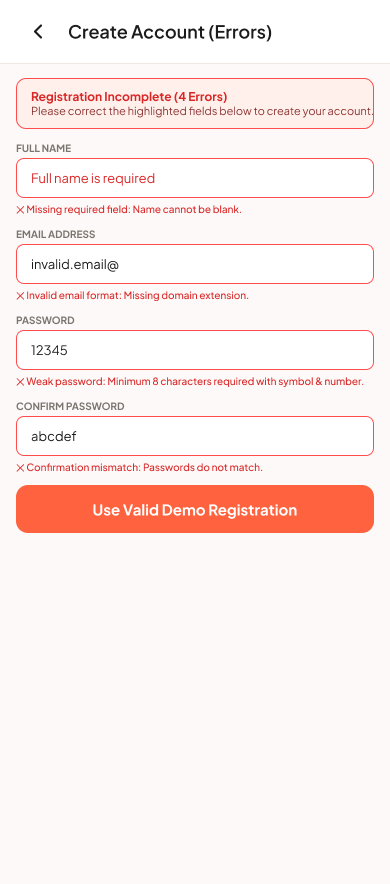 Create Account (Errors)
Registration Incomplete (4 Errors)
Please correct the highlighted fields below to create your account.
FULL NAME
Full name is required
✕ Missing required field: Name cannot be blank.
EMAIL ADDRESS
invalid.email@
✕ Invalid email format: Missing domain extension.
PASSWORD
12345
✕ Weak password: Minimum 8 characters required with symbol & number.
CONFIRM PASSWORD
abcdef
✕ Confirmation mismatch: Passwords do not match.
Use Valid Demo Registration